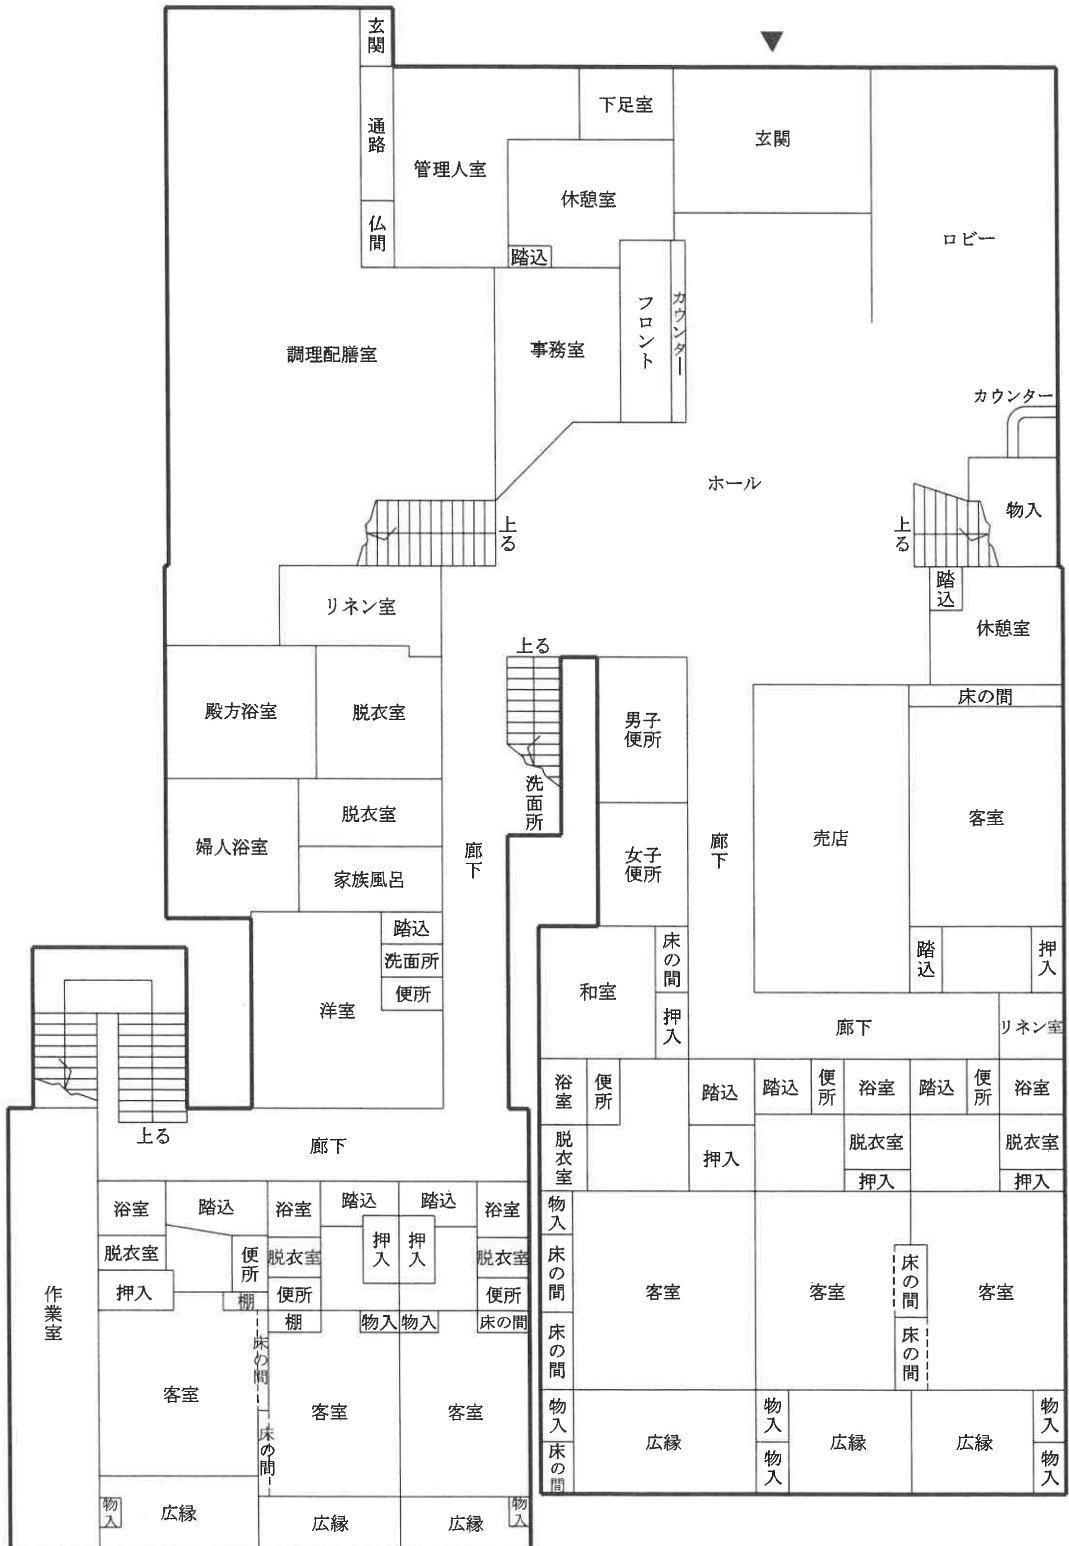 玄関
通路
仏間
管理人室
下足室
休憩室
踏込
玄関
ロビー
調理配膳室
事務室
フロント
カウンター
カウンター
ホール
物入
上る
上る
踏込
休憩室
リネン室
上る
床の間
殿方浴室
脱衣室
男子
便所
洗面所
脱衣室
婦人浴室
家族風呂
廊下
女子
便所
廊下
売店
客室
踏込
洗面所
便所
洋室
床の間
和室
押入
踏込
押入
廊下
リネン室
浴室
便所
踏込
踏込
便所
浴室
踏込
便所
浴室
脱衣室
押入
脱衣室
押入
脱衣室
押入
上る
廊下
浴室
踏込
浴室
踏込
踏込
浴室
脱衣室
便所
脱衣室
押入
押入
脱衣室
押入
棚
便所
便所
棚
物入
物入
床の間
作業室
床の間
客室
床の間
客室
客室
物入
広縁
広縁
広縁
物入
物入
床の間
床の間
客室
客室
床の間
床の間
客室
物入
床の間
広縁
物入
物入
広縁
広縁
物入
物入